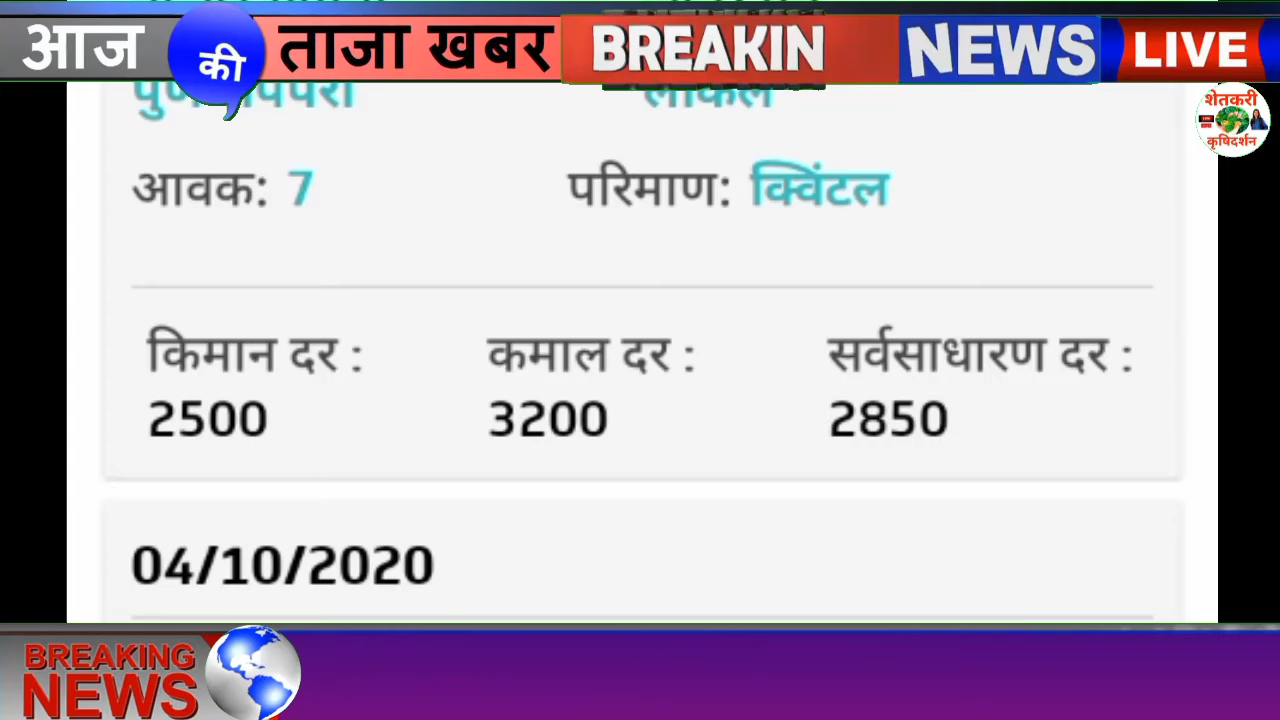 आज की ताजा खबर BREAKIN NEWS LIVE
शेतकरी
कृषिदर्शन
आवक: 7 परिमाण: क्विंटल
किमान दर : कमाल दर : सर्वसाधारण दर :
2500 3200 2850
04/10/2020
BREAKING
NEWS